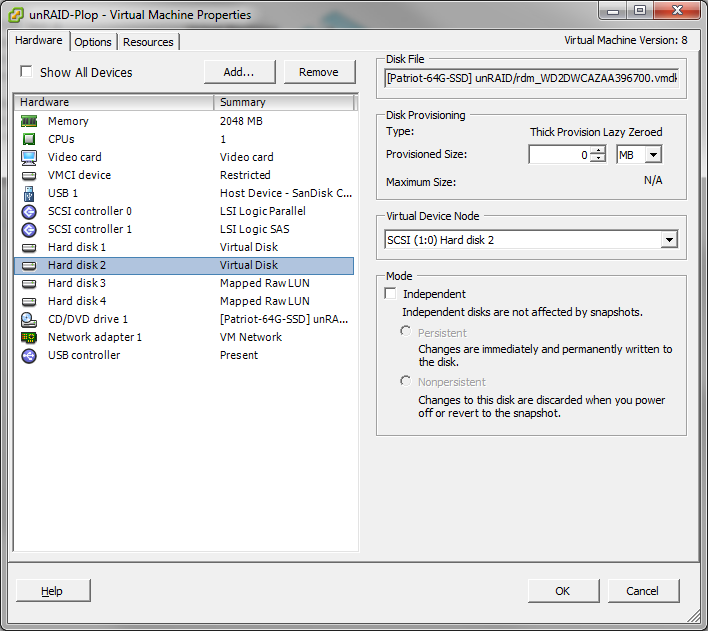 unRAID-Plop - Virtual Machine Properties
Hardware Options Resources
Virtual Machine Version: 8
Show All Devices
Add...
Remove
Hardware Summary
Memory 2048 MB
CPUs 1
Video card Video card
VMCI device Restricted
USB 1 Host Device - SanDisk C...
SCSI controller 0 LSI Logic Parallel
SCSI controller 1 LSI Logic SAS
Hard disk 1 Virtual Disk
Hard disk 2 Virtual Disk
Hard disk 3 Mapped Raw LUN
Hard disk 4 Mapped Raw LUN
CD/DVD drive 1 [Patriot-64G-SSD] unRA...
Network adapter 1 VM Network
USB controller Present
Disk File
[Patriot-64G-SSD] unRAID/rdm_WD2DWCAZAA396700.vmdk
Disk Provisioning
Type: Thick Provision Lazy Zeroed
Provisioned Size: 0 MB
Maximum Size: N/A
Virtual Device Node
SCSI (1:0) Hard disk 2
Mode
Independent
Independent disks are not affected by snapshots.
Persistent
Changes are immediately and permanently written to
the disk.
Nonpersistent
Changes to this disk are discarded when you power
off or revert to the snapshot.
Help
OK
Cancel